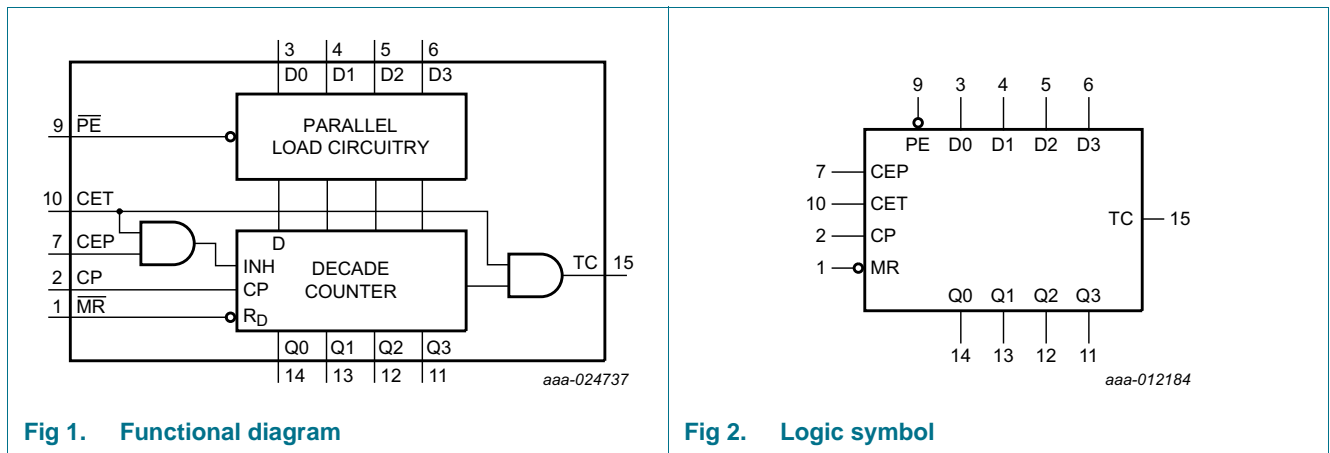 3 4 5 6
D0 D1 D2 D3
9 PE
PARALLEL
LOAD CIRCUITRY
10 CET
7 CEP
D
INH
2 CP
CP
DECADE
COUNTER
TC 15
1 MR
RD
Q0 Q1 Q2 Q3
14 13 12 11
aaa-024737
Fig 1. Functional diagram
9 3 4 5 6
PE D0 D1 D2 D3
7 CEP
10 CET
TC 15
2 CP
1 MR
Q0 Q1 Q2 Q3
14 13 12 11
aaa-012184
Fig 2. Logic symbol